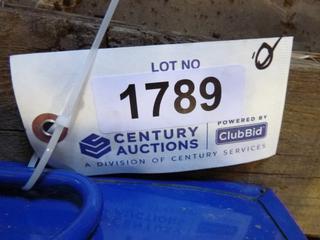 LOT NO
1789
CENTURY
AUCTIONS
POWERED BY
ClubBid
A DIVISION OF CENTURY SERVICES